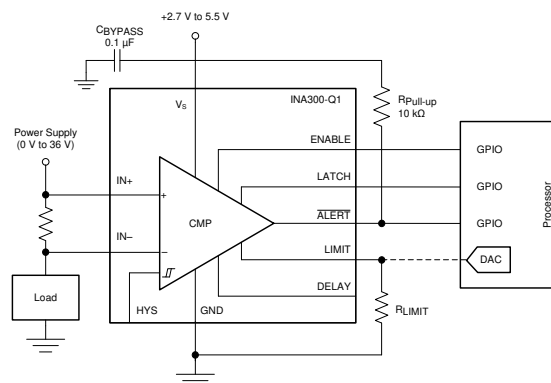 +2.7 V to 5.5 V
CBYPASS
0.1 µF
VS
INA300-Q1
RPull-up
10 kΩ
Power Supply
(0 V to 36 V)
ENABLE
GPIO
IN+
LATCH
GPIO
+
CMP
ALERT
GPIO
Processor
IN–
–
LIMIT
DAC
DELAY
Load
HYS
GND
RLIMIT